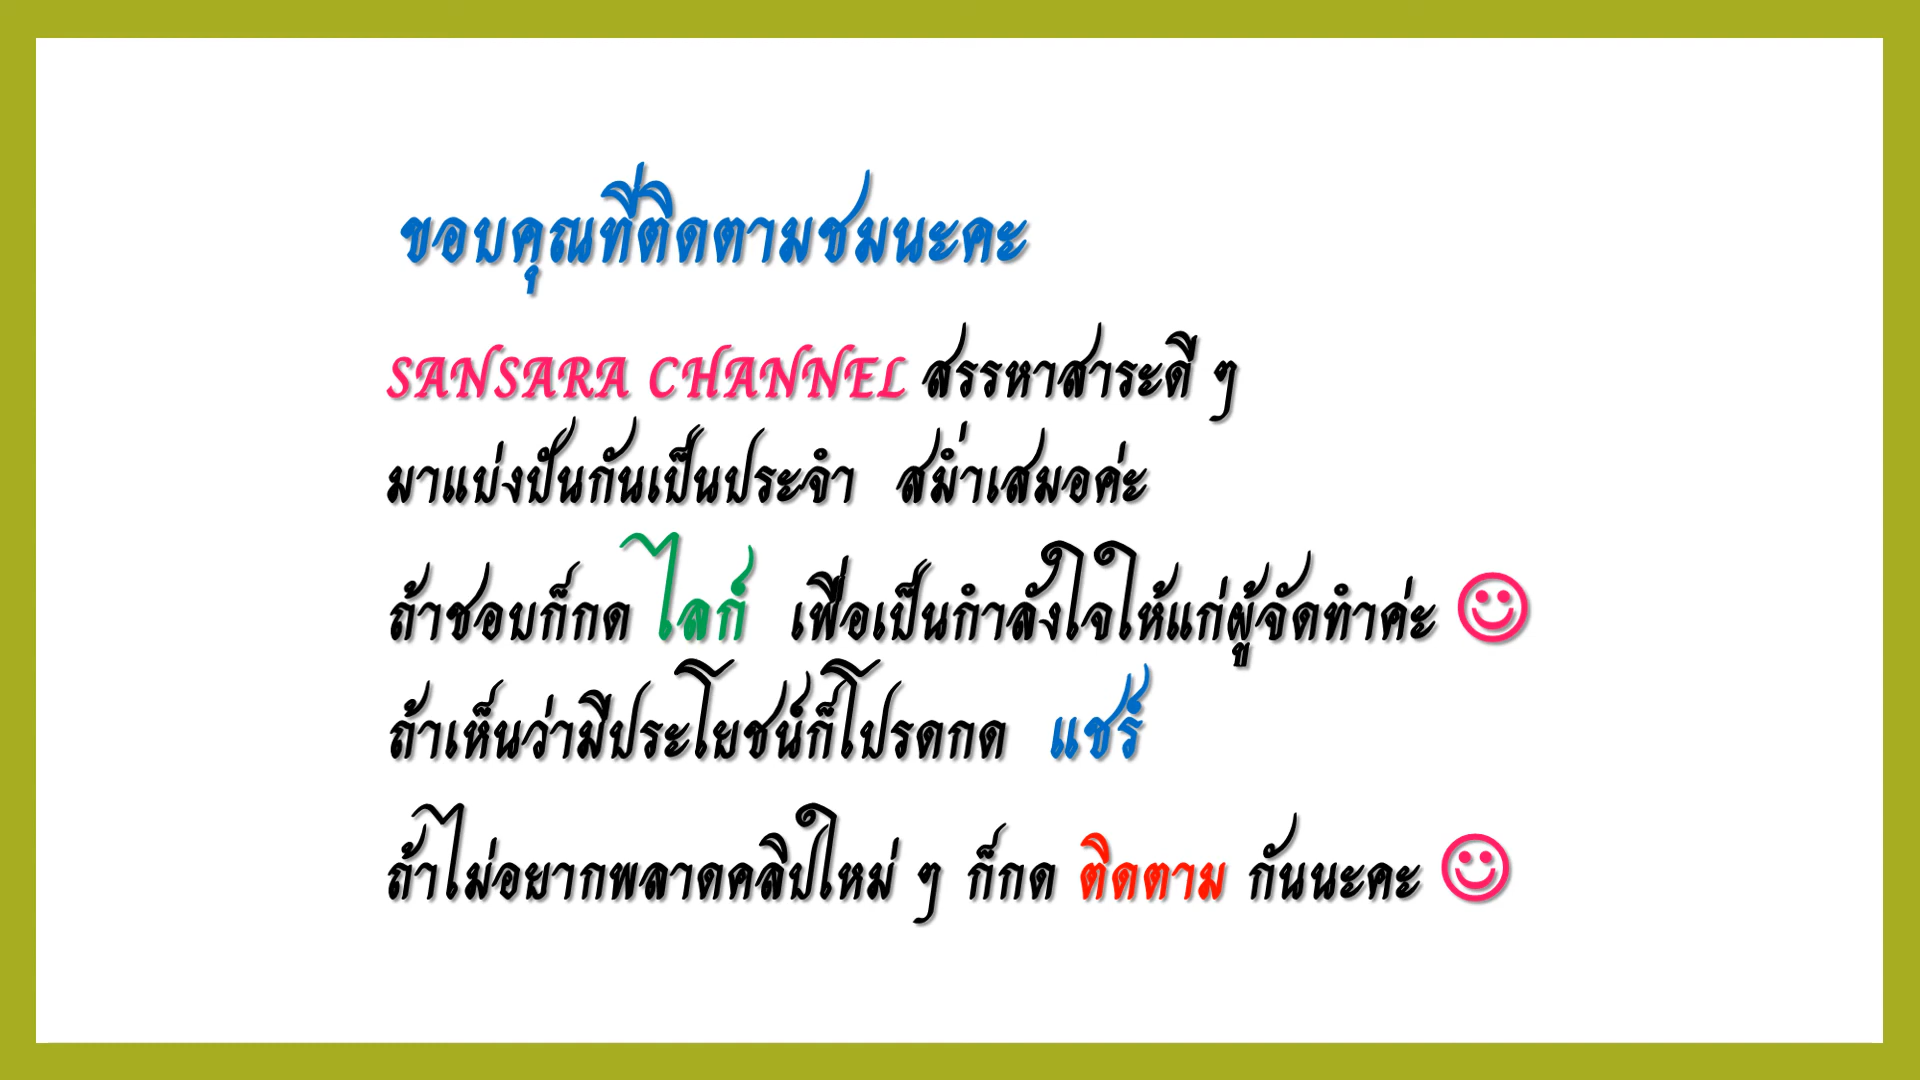 ขอบคุณที่ติดตามชมนะคะ
SANSARA CHANNEL สรรหาสาระดี ๆ
มาแบ่งปันกันเป็นประจำ สม่ำเสมอค่ะ
ถ้าชอบก็กด ไลก์ เพื่อเป็นกำลังใจให้แก่ผู้จัดทำค่ะ ☺
ถ้าเห็นว่ามีประโยชน์ก็โปรดกด แชร์
ถ้าไม่อยากพลาดคลิปใหม่ ๆ ก็กด ติดตาม กันนะคะ ☺